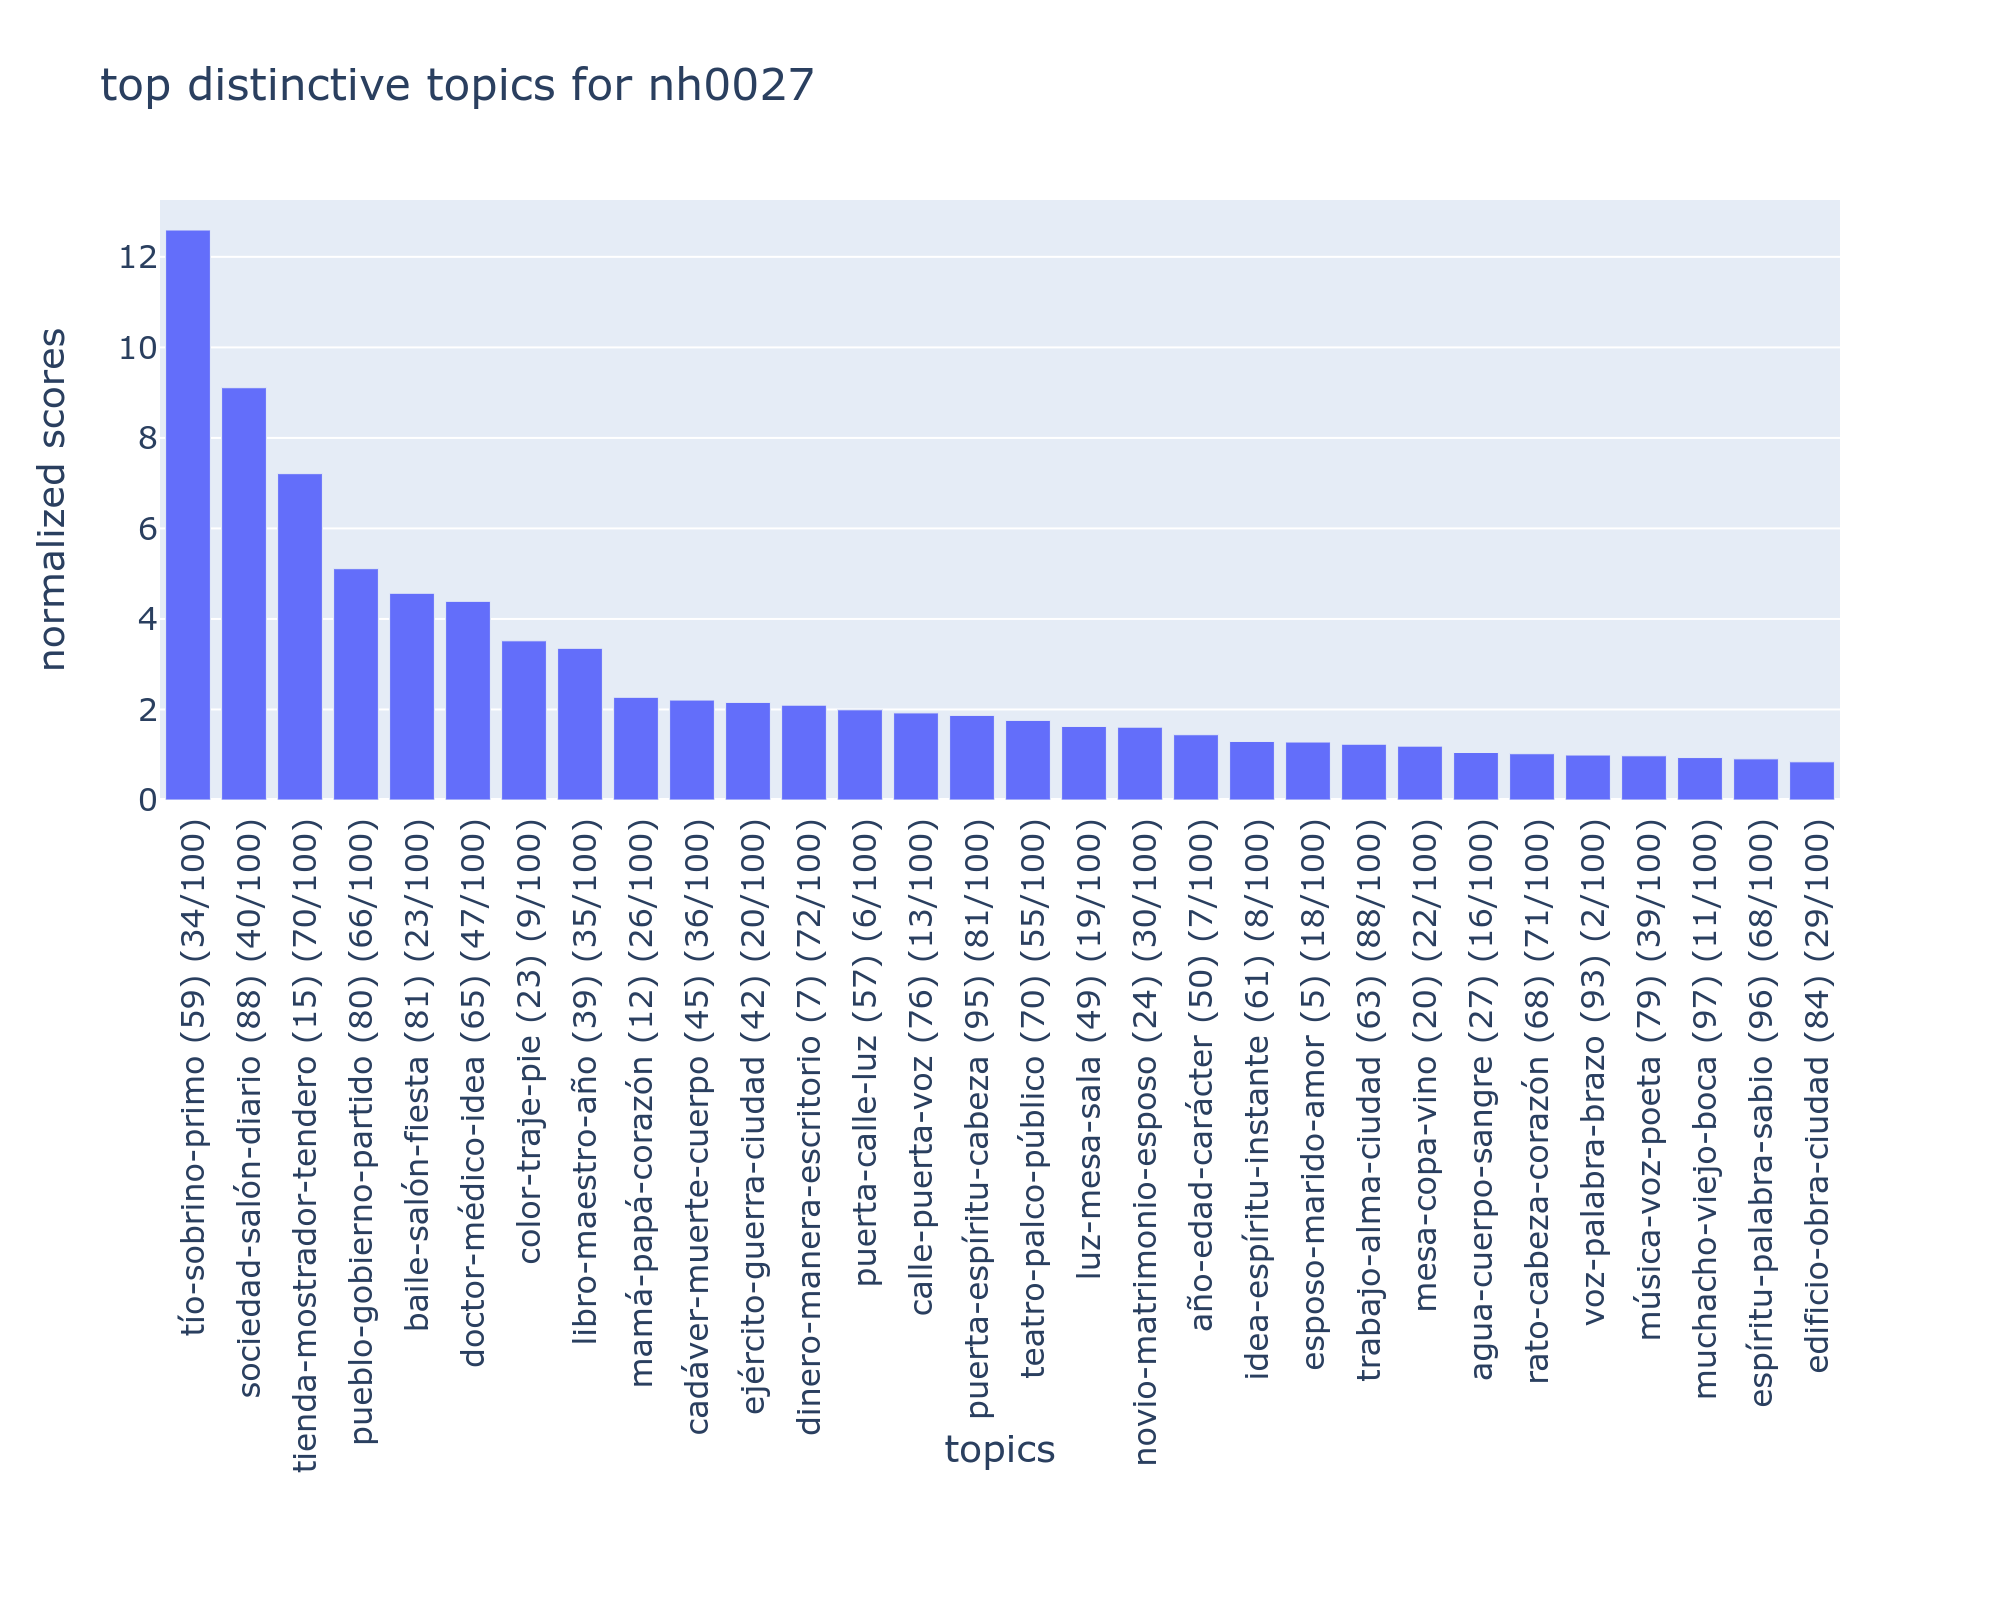 top distinctive topics for nh0027
normalized scores
12
10
8
6
4
2
0
tío-sobrino-primo (59) (34/100)
sociedad-salón-diario (88) (40/100)
tienda-mostrador-tendero (15) (70/100)
pueblo-gobierno-partido (80) (66/100)
baile-salón-fiesta (81) (23/100)
doctor-médico-idea (65) (47/100)
color-traje-pie (23) (9/100)
libro-maestro-año (39) (35/100)
mamá-papá-corazón (12) (26/100)
cadáver-muerte-cuerpo (45) (36/100)
ejército-guerra-ciudad (42) (20/100)
dinero-manera-escritorio (7) (72/100)
puerta-calle-luz (57) (6/100)
calle-puerta-voz (76) (13/100)
puerta-espíritu-cabeza (95) (81/100)
teatro-palco-público (70) (55/100)
luz-mesa-sala (49) (19/100)
novio-matrimonio-esposo (24) (30/100)
año-edad-carácter (50) (7/100)
idea-espíritu-instante (61) (8/100)
esposo-marido-amor (5) (18/100)
trabajo-alma-ciudad (63) (88/100)
mesa-copa-vino (20) (22/100)
agua-cuerpo-sangre (27) (16/100)
rato-cabeza-corazón (68) (71/100)
voz-palabra-brazo (93) (2/100)
música-voz-poeta (79) (39/100)
muchacho-viejo-boca (97) (11/100)
espíritu-palabra-sabio (96) (68/100)
edificio-obra-ciudad (84) (29/100)
topics